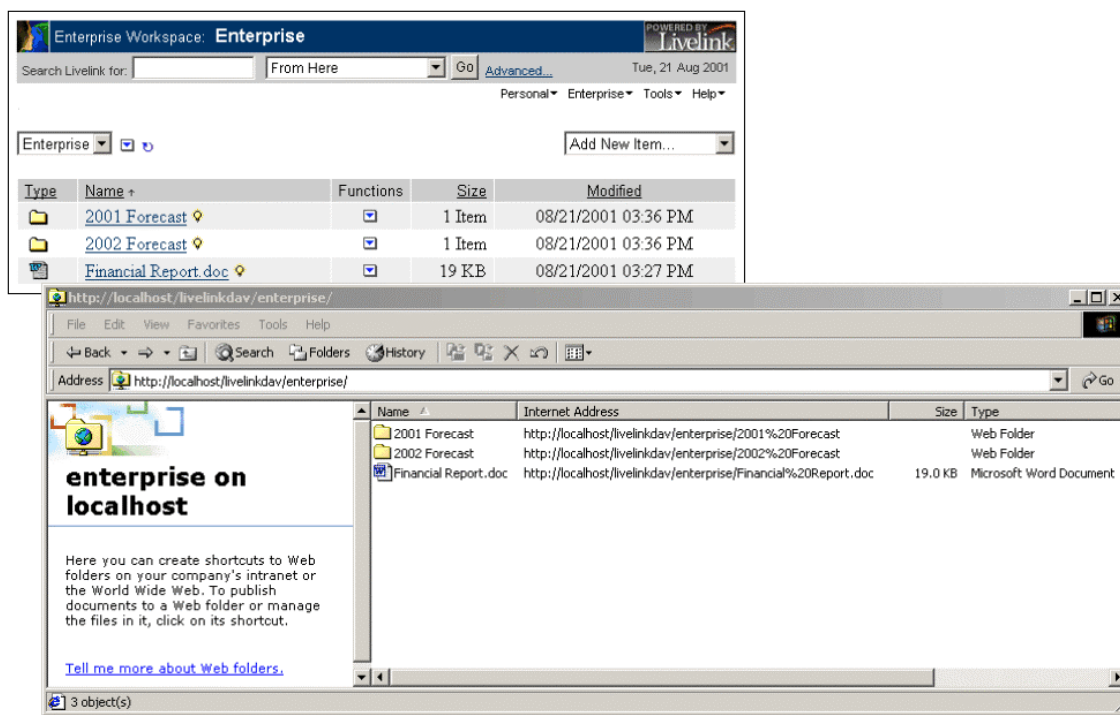 Enterprise Workspace: Enterprise
POWERED BY
Livelink
Search Livelink for: From Here Go Advanced... Tue, 21 Aug 2001
Personal Enterprise Tools Help
Enterprise Add New Item...
Type Name Functions Size Modified
2001 Forecast 1 Item 08/21/2001 03:36 PM
2002 Forecast 1 Item 08/21/2001 03:36 PM
Financial Report.doc 19 KB 08/21/2001 03:27 PM
http://localhost/livelinkdav/enterprise/
File Edit View Favorites Tools Help
Back Search Folders History
Address http://localhost/livelinkdav/enterprise/ Go
Name Internet Address Size Type
2001 Forecast http://localhost/livelinkdav/enterprise/2001%20Forecast Web Folder
2002 Forecast http://localhost/livelinkdav/enterprise/2002%20Forecast Web Folder
Financial Report.doc http://localhost/livelinkdav/enterprise/Financial%20Report.doc 19.0 KB Microsoft Word Document
enterprise on
localhost
Here you can create shortcuts to Web
folders on your company's intranet or
the World Wide Web. To publish
documents to a Web folder or manage
the files in it, click on its shortcut.
Tell me more about Web folders.
3 object(s)